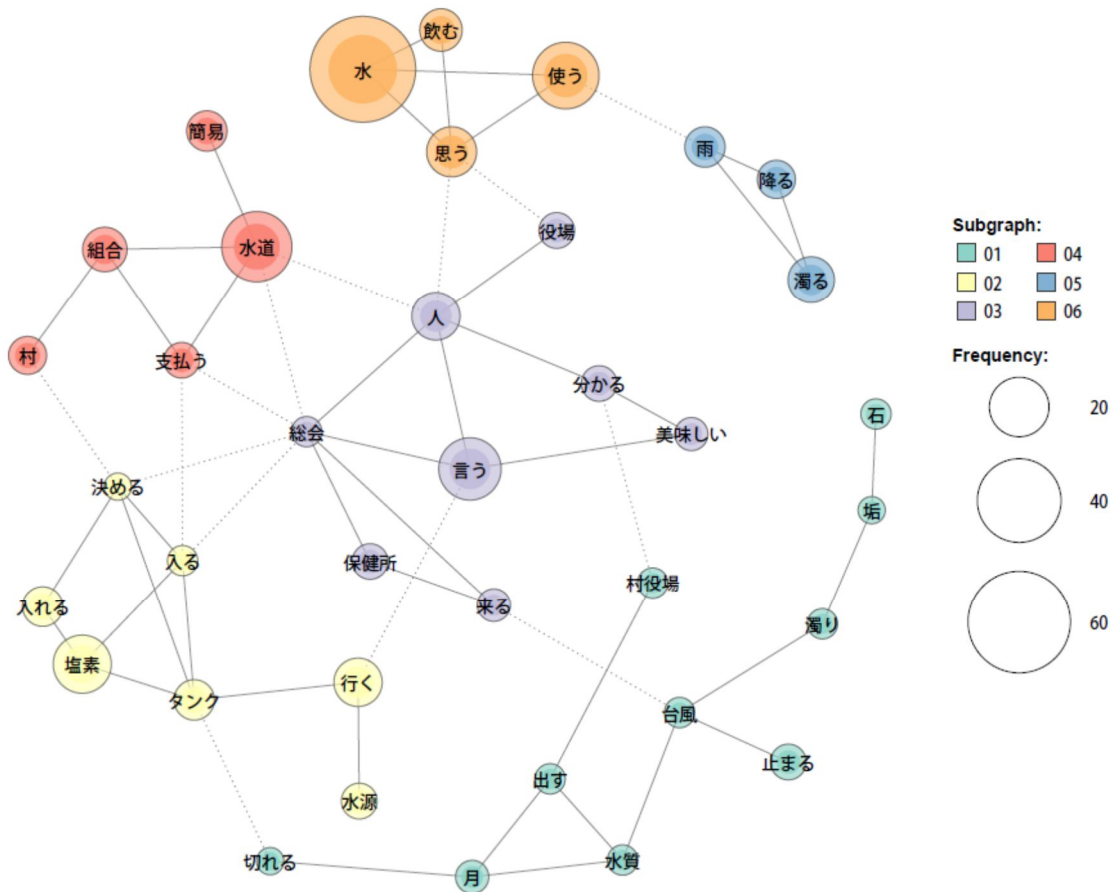 飲む
水
使う
簡易
雨
思う
降る
役場
組合
水道
濁る
人
村
支払う
分かる
石
総会
美味しい
言う
決める
垢
入る
保健所
村役場
入れる
来る
濁り
塩素
行く
タンク
台風
止まる
出す
水源
切れる
月
水質
Subgraph:
01 04
02 05
03 06
Frequency:
20
40
60